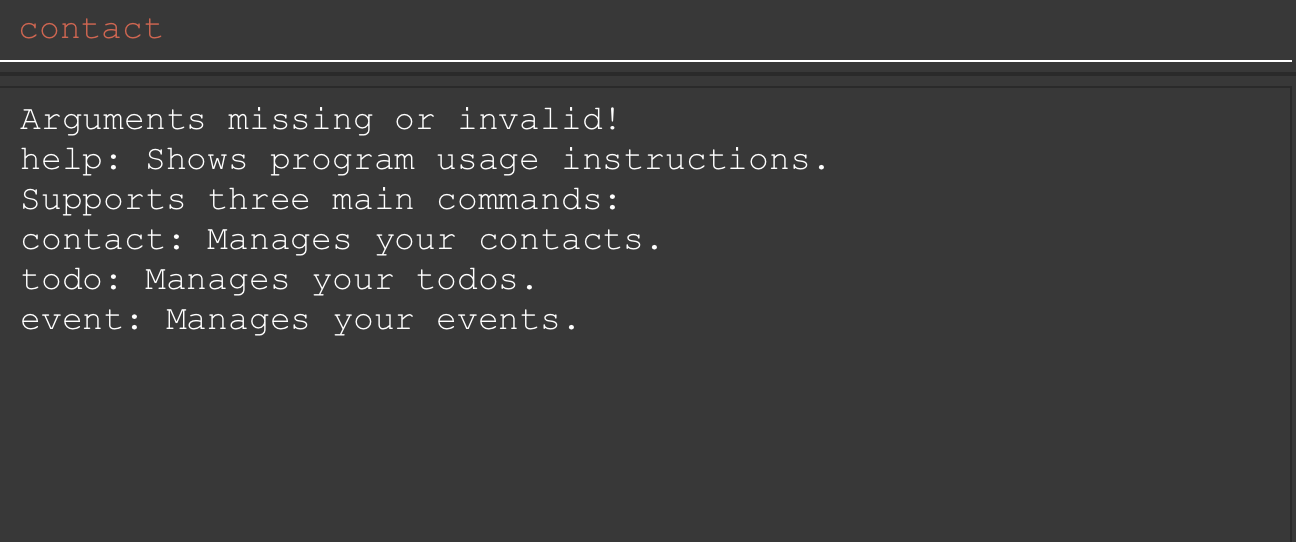 contact
Arguments missing or invalid!
help: Shows program usage instructions.
Supports three main commands:
contact: Manages your contacts.
todo: Manages your todos.
event: Manages your events.